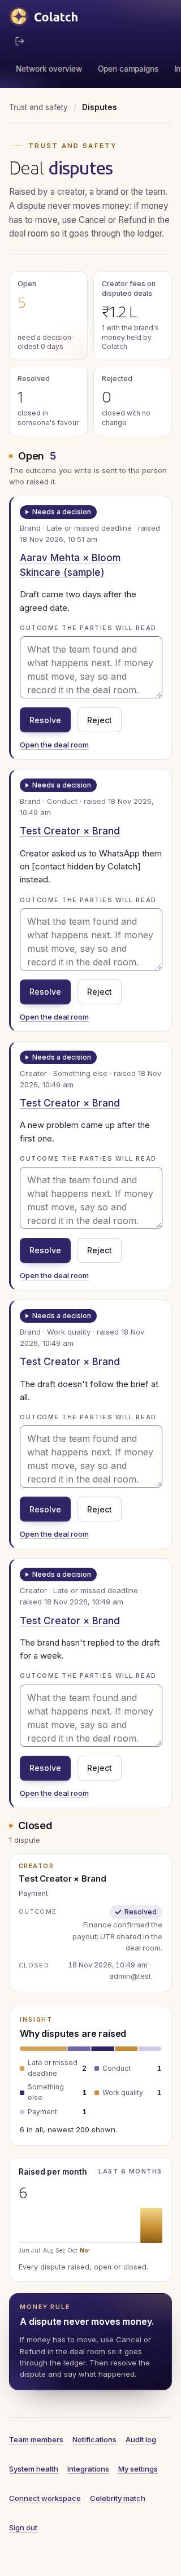 Colatch
Network overview Open campaigns
Trust and safety / Disputes
TRUST AND SAFETY
Deal disputes
Raised by a creator, a brand or the team.
A dispute never moves money: if money
has to move, use Cancel or Refund in the
deal room so it goes through the ledger.
Open
5
need a decision ·
oldest 0 days
Creator fees on
disputed deals
₹1.2 L
1 with the brand's
money held by
Colatch
Resolved
1
closed in
someone's favour
Rejected
0
closed with no
change
Open 5
The outcome you write is sent to the person
who raised it.
Needs a decision
Brand · Late or missed deadline · raised
18 Nov 2026, 10:51 am
Aarav Mehta × Bloom
Skincare (sample)
Draft came two days after the
agreed date.
OUTCOME THE PARTIES WILL READ
What the team found and
what happens next. If money
must move, say so and
record it in the deal room.
Resolve Reject
Open the deal room
Needs a decision
Brand · Conduct · raised 18 Nov 2026,
10:49 am
Test Creator × Brand
Creator asked us to WhatsApp them
on [contact hidden by Colatch]
instead.
OUTCOME THE PARTIES WILL READ
What the team found and
what happens next. If money
must move, say so and
record it in the deal room.
Resolve Reject
Open the deal room
Needs a decision
Creator · Something else · raised 18 Nov
2026, 10:49 am
Test Creator × Brand
A new problem came up after the
first one.
OUTCOME THE PARTIES WILL READ
What the team found and
what happens next. If money
must move, say so and
record it in the deal room.
Resolve Reject
Open the deal room
Needs a decision
Brand · Work quality · raised 18 Nov
2026, 10:49 am
Test Creator × Brand
The draft doesn't follow the brief at
all.
OUTCOME THE PARTIES WILL READ
What the team found and
what happens next. If money
must move, say so and
record it in the deal room.
Resolve Reject
Open the deal room
Needs a decision
Creator · Late or missed deadline ·
raised 18 Nov 2026, 10:49 am
Test Creator × Brand
The brand hasn't replied to the draft
for a week.
OUTCOME THE PARTIES WILL READ
What the team found and
what happens next. If money
must move, say so and
record it in the deal room.
Resolve Reject
Open the deal room
Closed
1 dispute
CREATOR
Test Creator × Brand
Payment
OUTCOME Resolved
Finance confirmed the
payout; UTR shared in the
deal room.
CLOSED 18 Nov 2026, 10:49 am ·
admin@test
INSIGHT
Why disputes are raised
Late or missed
deadline 2
Conduct 1
Something
else 1
Work quality 1
Payment 1
6 in all, newest 200 shown.
Raised per month LAST 6 MONTHS
6
Jun Jul Aug Sep Oct Nov
Every dispute raised, open or closed.
MONEY RULE
A dispute never moves money.
If money has to move, use Cancel or
Refund in the deal room so it goes
through the ledger. Then resolve the
dispute and say what happened.
Team members Notifications Audit log
System health Integrations My settings
Connect workspace Celebrity match
Sign out